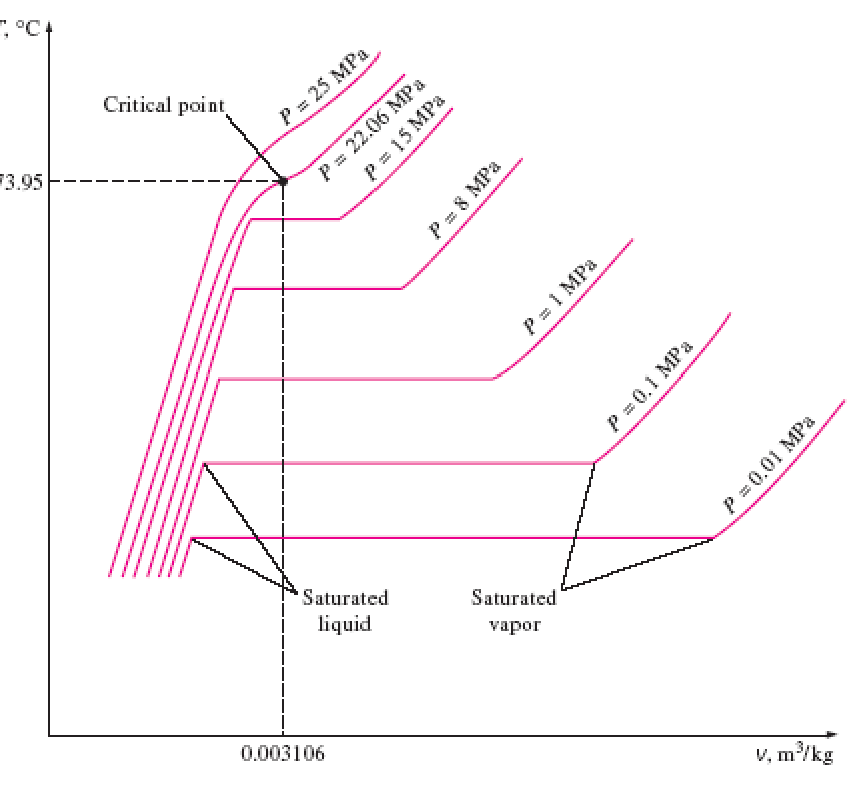 T, °C
P = 25 MPa
Critical point
P = 22.06 MPa
P = 15 MPa
73.95
P = 8 MPa
P = 1 MPa
P = 0.1 MPa
P = 0.01 MPa
Saturated
liquid
Saturated
vapor
0.003106
v, m³/kg